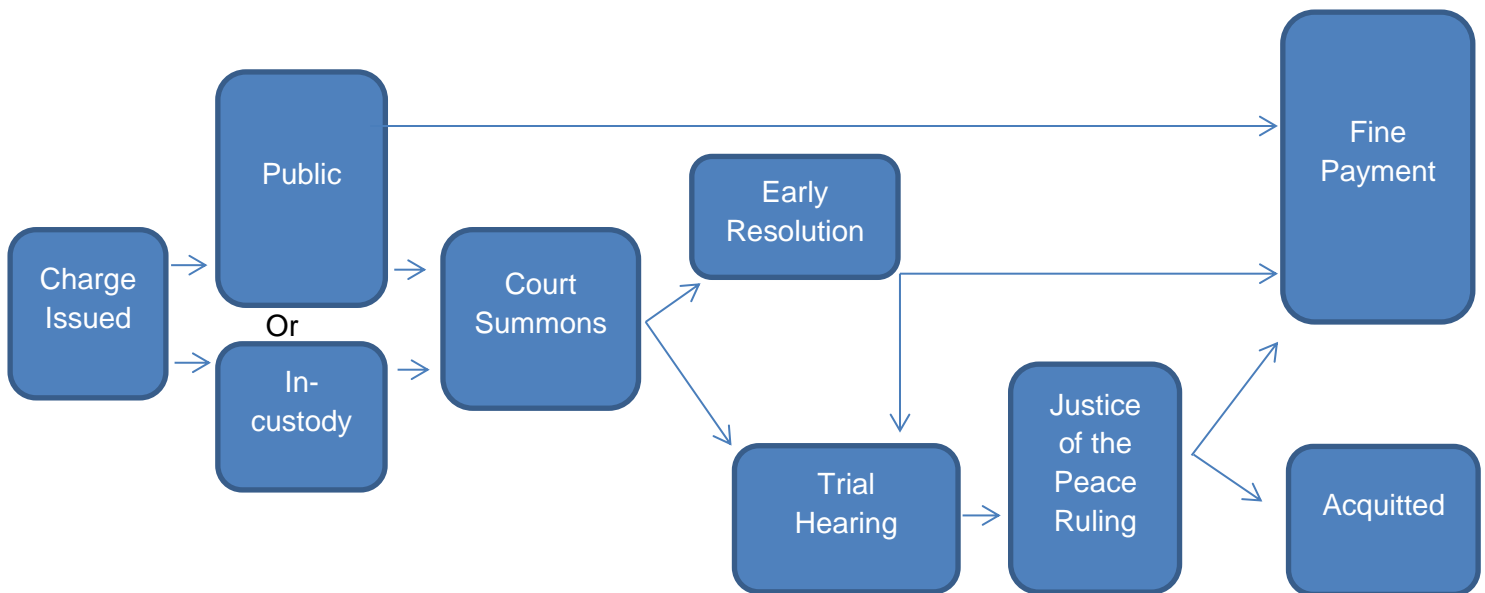 Charge
Issued
Public
Or
In-
custody
Court
Summons
Early
Resolution
Trial
Hearing
Justice
of the
Peace
Ruling
Fine
Payment
Acquitted